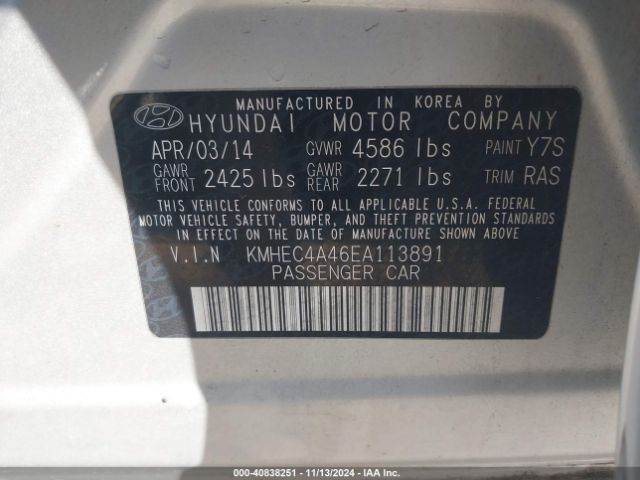 MANUFACTURED IN KOREA BY
HYUNDAI MOTOR COMPANY
APR/03/14 GVWR 4586 lbs PAINT Y7S
GAWR FRONT 2425 lbs GAWR REAR 2271 lbs TRIM RAS
THIS VEHICLE CONFORMS TO ALL APPLICABLE U.S.A. FEDERAL
MOTOR VEHICLE SAFETY, BUMPER, AND THEFT PREVENTION STANDARDS
IN EFFECT ON THE DATE OF MANUFACTURE SHOWN ABOVE
V.I.N KMHEC4A46EA113891
PASSENGER CAR
000-40838251 - 11/13/2024 - IAA Inc. Copyright